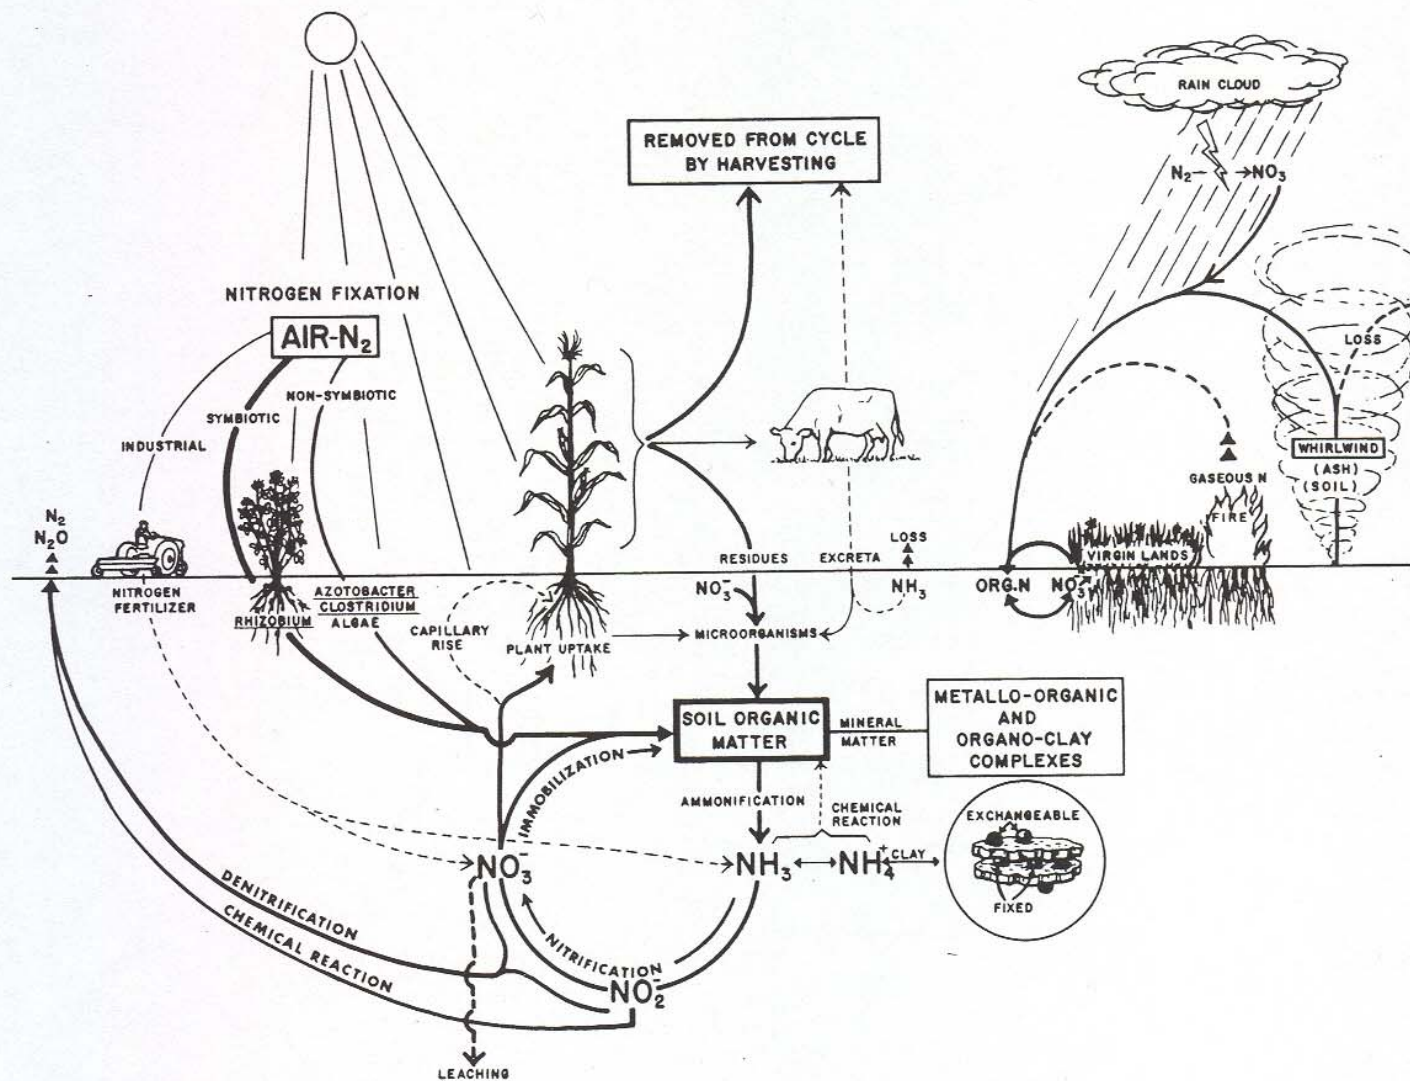 RAIN CLOUD
REMOVED FROM CYCLE
BY HARVESTING
N₂ → NO₃
NITROGEN FIXATION
AIR-N₂
LOSS
NON-SYMBIOTIC
SYMBIOTIC
INDUSTRIAL
WHIRLWIND
(ASH)
(SOIL)
GASEOUS N
FIRE
N₂
N₂O
LOSS
RESIDUES
EXCRETA
VIRGIN LANDS
NITROGEN
FERTILIZER
AZOTOBACTER
CLOSTRIDIUM
ALGAE
RHIZOBIUM
NO₃⁻
NH₃
ORG.N
NO₃⁻
CAPILLARY
RISE
PLANT UPTAKE
MICROORGANISMS
SOIL ORGANIC
MATTER
MINERAL
MATTER
METALLO-ORGANIC
AND
ORGANO-CLAY
COMPLEXES
IMMOBILIZATION
AMMONIFICATION
CHEMICAL
REACTION
EXCHANGEABLE
NO₃⁻
NH₃
NH₄⁺
CLAY
FIXED
DENITRIFICATION
CHEMICAL REACTION
NITRIFICATION
NO₂⁻
LEACHING